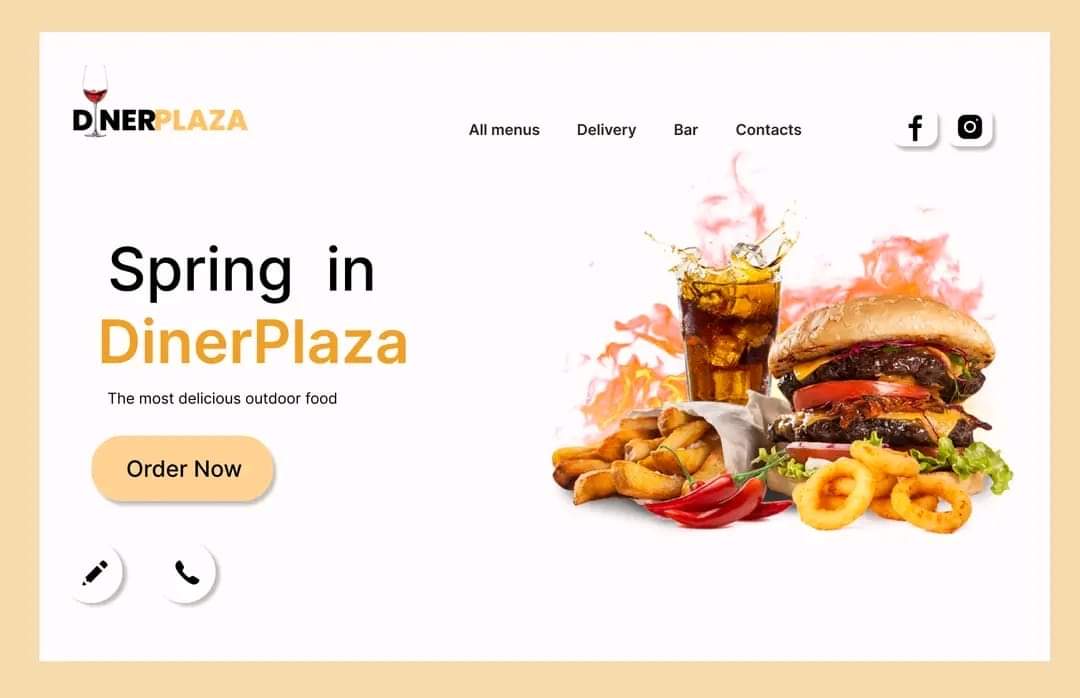 DINERPLAZA
All menus Delivery Bar Contacts
Spring in
DinerPlaza
The most delicious outdoor food
Order Now